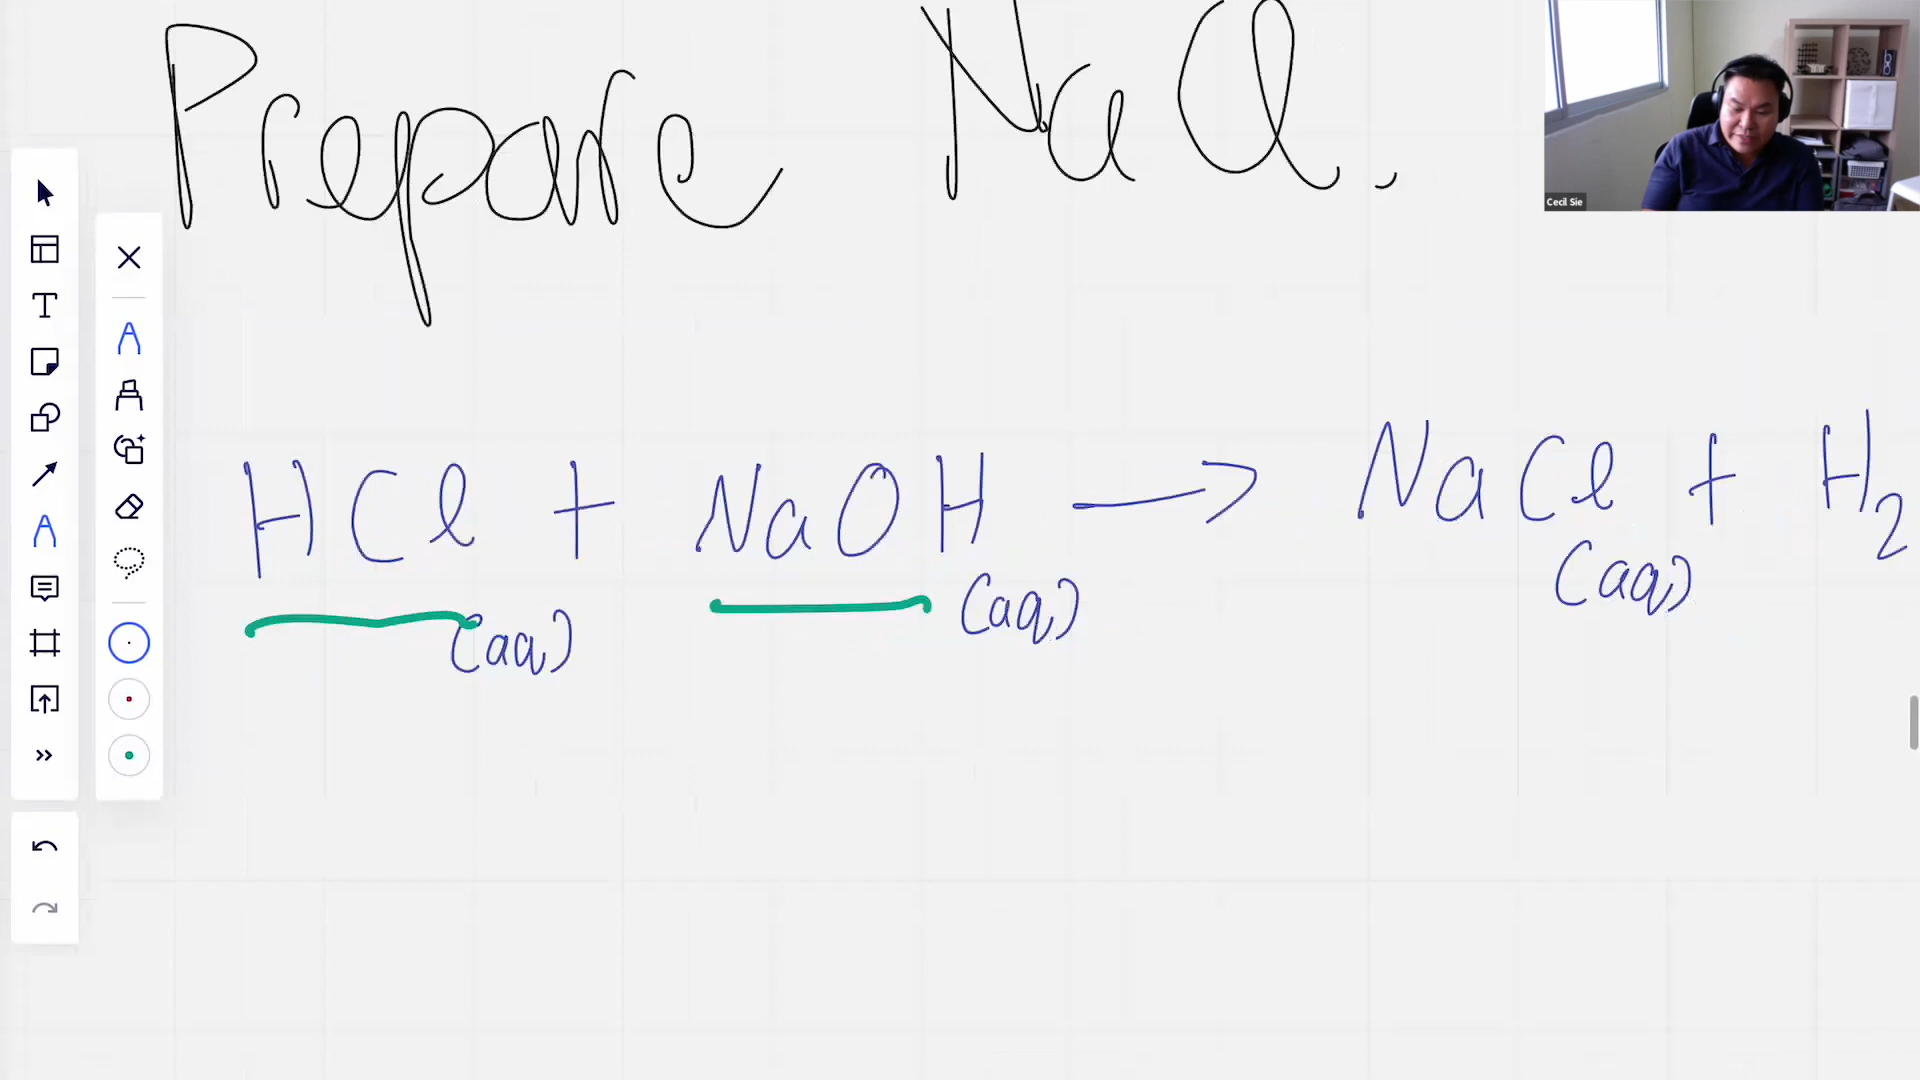 Prepare NaCl.
Cecil Sie
HCl + NaOH → NaCl + H2
(aq) (aq) (aq)